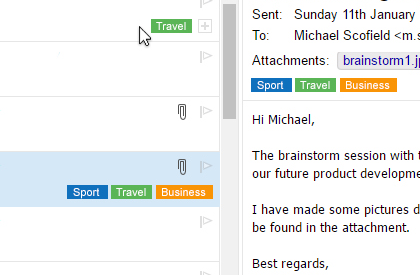 Travel
Sport Travel Business
Sent: Sunday 11th January
To: Michael Scofield <m.s
Attachments: brainstorm1.j
Sport Travel Business
Hi Michael,
The brainstorm session with
our future product developme
I have made some pictures d
be found in the attachment.
Best regards,